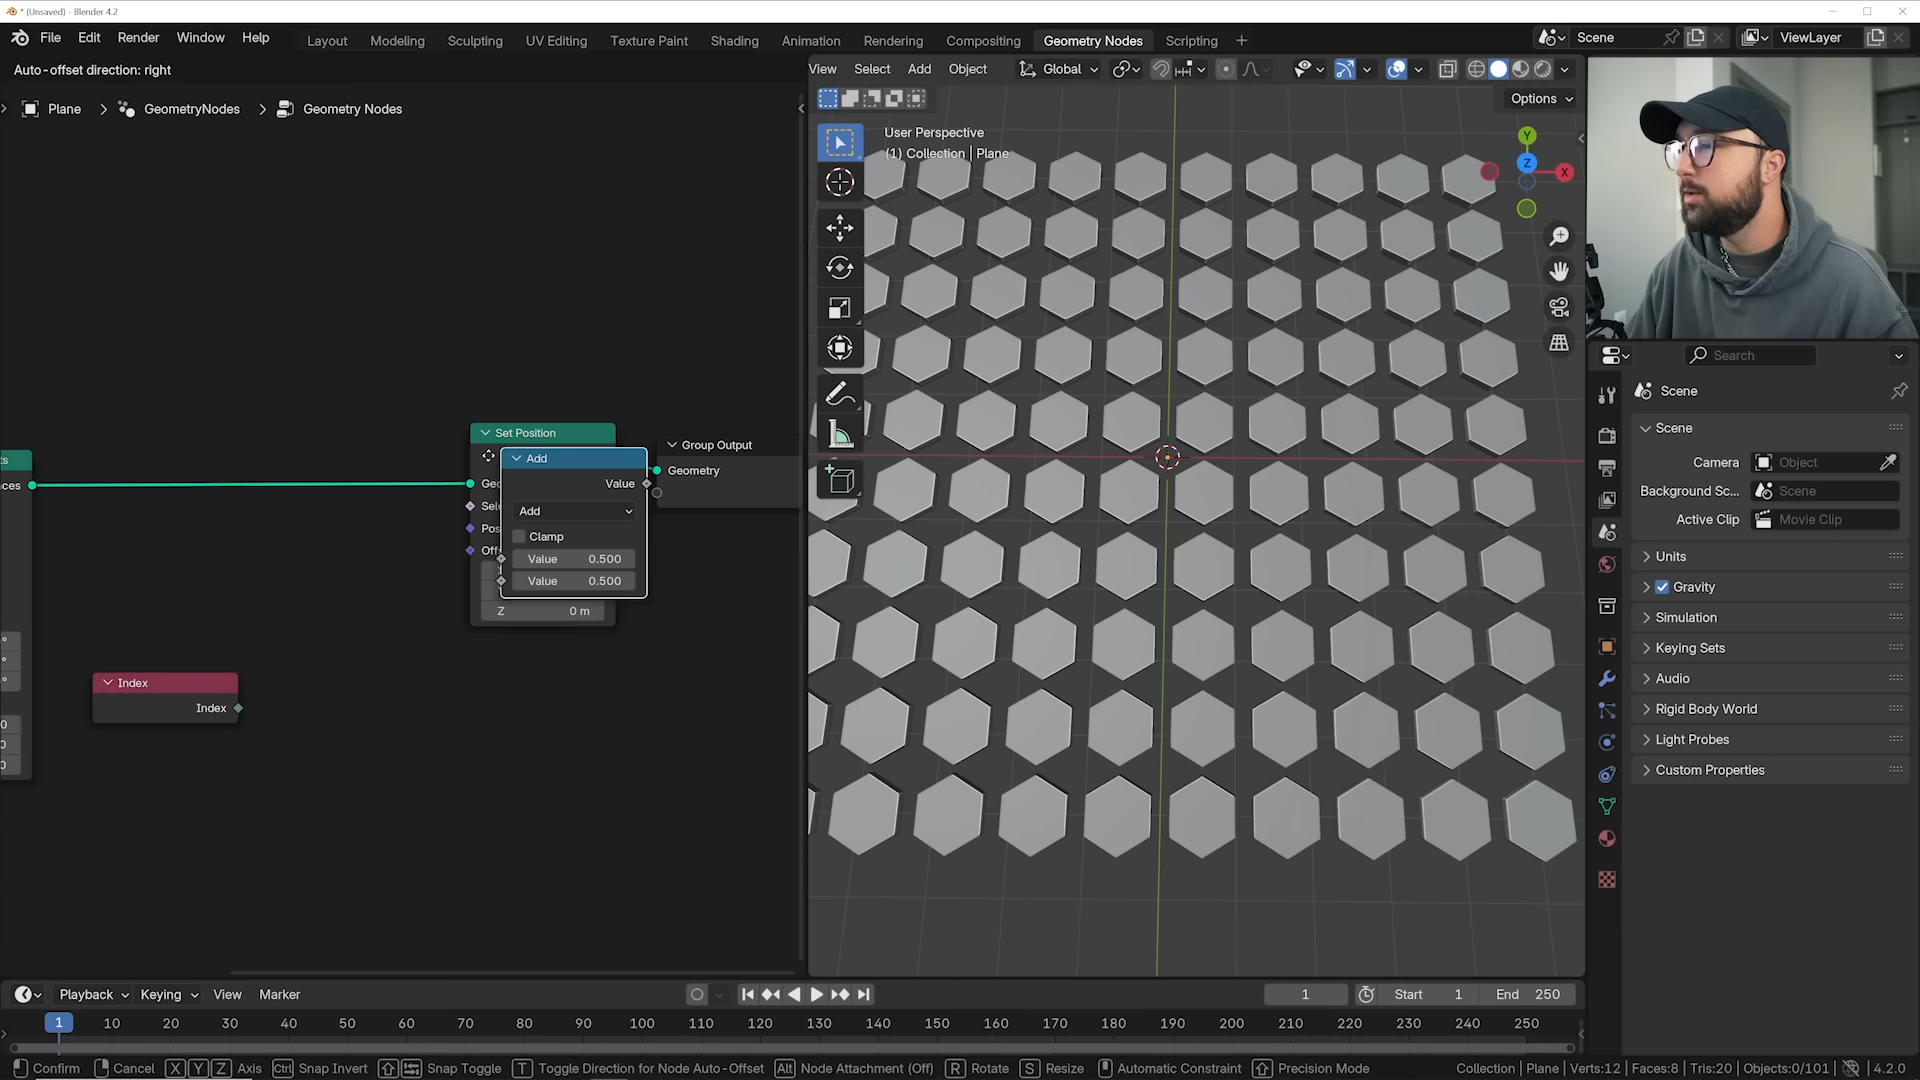 * (Unsaved) - Blender 4.2
File Edit Render Window Help
Layout Modeling Sculpting UV Editing Texture Paint Shading Animation Rendering Compositing Geometry Nodes Scripting +
Scene
ViewLayer
Auto-offset direction: right
View Select Add Object
Global
Plane > GeometryNodes > Geometry Nodes
Options
User Perspective
(1) Collection | Plane
Y
Z
X
Set Position
Add
Value
Add
Clamp
Value 0.500
Value 0.500
Z 0 m
Group Output
Geometry
Index
Index
Search
Scene
Scene
Camera Object
Background Sc... Scene
Active Clip Movie Clip
Units
Gravity
Simulation
Keying Sets
Audio
Rigid Body World
Light Probes
Custom Properties
Playback Keying View Marker
1
Start 1
End 250
1 10 20 30 40 50 60 70 80 90 100 110 120 130 140 150 160 170 180 190 200 210 220 230 240 250
Confirm Cancel X Y Z Axis Ctrl Snap Invert Snap Toggle T Toggle Direction for Node Auto-Offset Alt Node Attachment (Off) R Rotate S Resize Automatic Constraint Precision Mode
Collection | Plane | Verts:12 | Faces:8 | Tris:20 | Objects:0/101 | 4.2.0